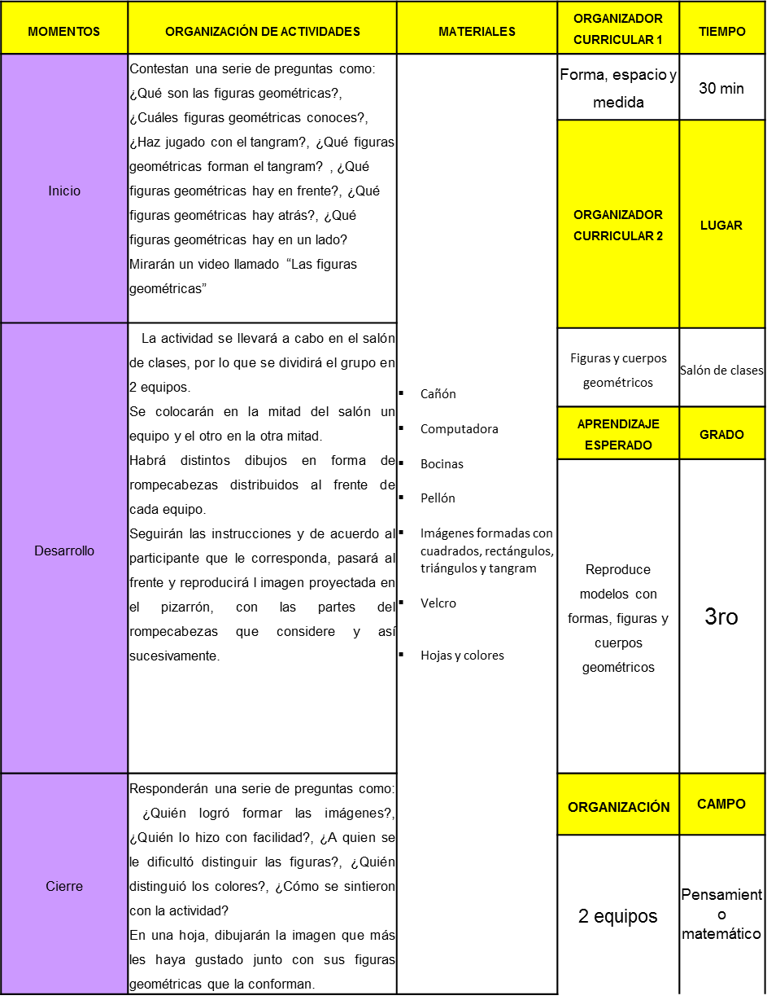 MOMENTOS
ORGANIZACIÓN DE ACTIVIDADES
MATERIALES
ORGANIZADOR
CURRICULAR 1
TIEMPO
Inicio
Contestan una serie de preguntas como:
¿Qué son las figuras geométricas?,
¿Cuáles figuras geométricas conoces?,
¿Haz jugado con el tangram?, ¿Qué figuras
geométricas forman el tangram? , ¿Qué
figuras geométricas hay en frente?, ¿Qué
figuras geométricas hay atrás?, ¿Qué
figuras geométricas hay en un lado?
Mirarán un video llamado “Las figuras
geométricas”
Forma, espacio y
medida
30 min
ORGANIZADOR
CURRICULAR 2
LUGAR
Desarrollo
La actividad se llevará a cabo en el salón
de clases, por lo que se dividirá el grupo en
2 equipos.
Se colocarán en la mitad del salón un
equipo y el otro en la otra mitad.
Habrá distintos dibujos en forma de
rompecabezas distribuidos al frente de
cada equipo.
Seguirán las instrucciones y de acuerdo al
participante que le corresponda, pasará al
frente y reproducirá l imagen proyectada en
el pizarrón, con las partes del
rompecabezas que considere y así
sucesivamente.
▪ Cañón
▪ Computadora
▪ Bocinas
▪ Pellón
▪ Imágenes formadas con
cuadrados, rectángulos,
triángulos y tangram
▪ Velcro
▪ Hojas y colores
Figuras y cuerpos
geométricos
Salón de clases
APRENDIZAJE
ESPERADO
GRADO
Reproduce
modelos con
formas, figuras y
cuerpos
geométricos
3ro
Cierre
Responderán una serie de preguntas como:
¿Quién logró formar las imágenes?,
¿Quién lo hizo con facilidad?, ¿A quien se
le dificultó distinguir las figuras?, ¿Quién
distinguió los colores?, ¿Cómo se sintieron
con la actividad?
En una hoja, dibujarán la imagen que más
les haya gustado junto con sus figuras
geométricas que la conforman.
ORGANIZACIÓN
CAMPO
2 equipos
Pensamient
o
matemático